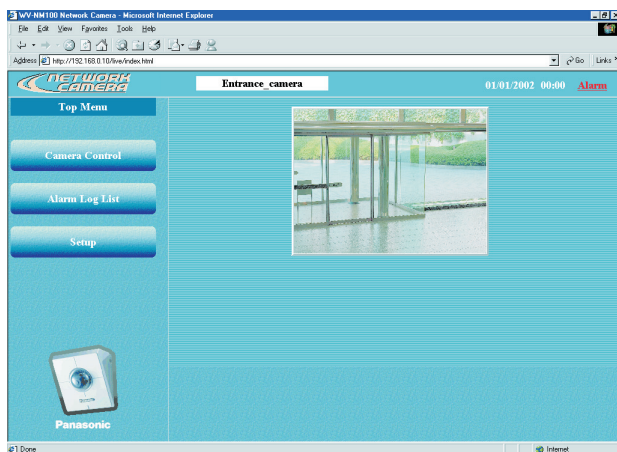 WV-NM100 Network Camera - Microsoft Internet Explorer
File Edit View Favorites Tools Help
Address http://192.168.0.10/live/index.html Go Links
NETWORK CAMERA
Entrance_camera
01/01/2002 00:00 Alarm
Top Menu
Camera Control
Alarm Log List
Setup
Panasonic
Done Internet